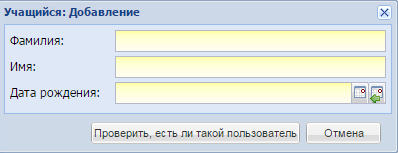 Учащийся: Добавление
Фамилия:
Имя:
Дата рождения:
Проверить, есть ли такой пользователь
Отмена